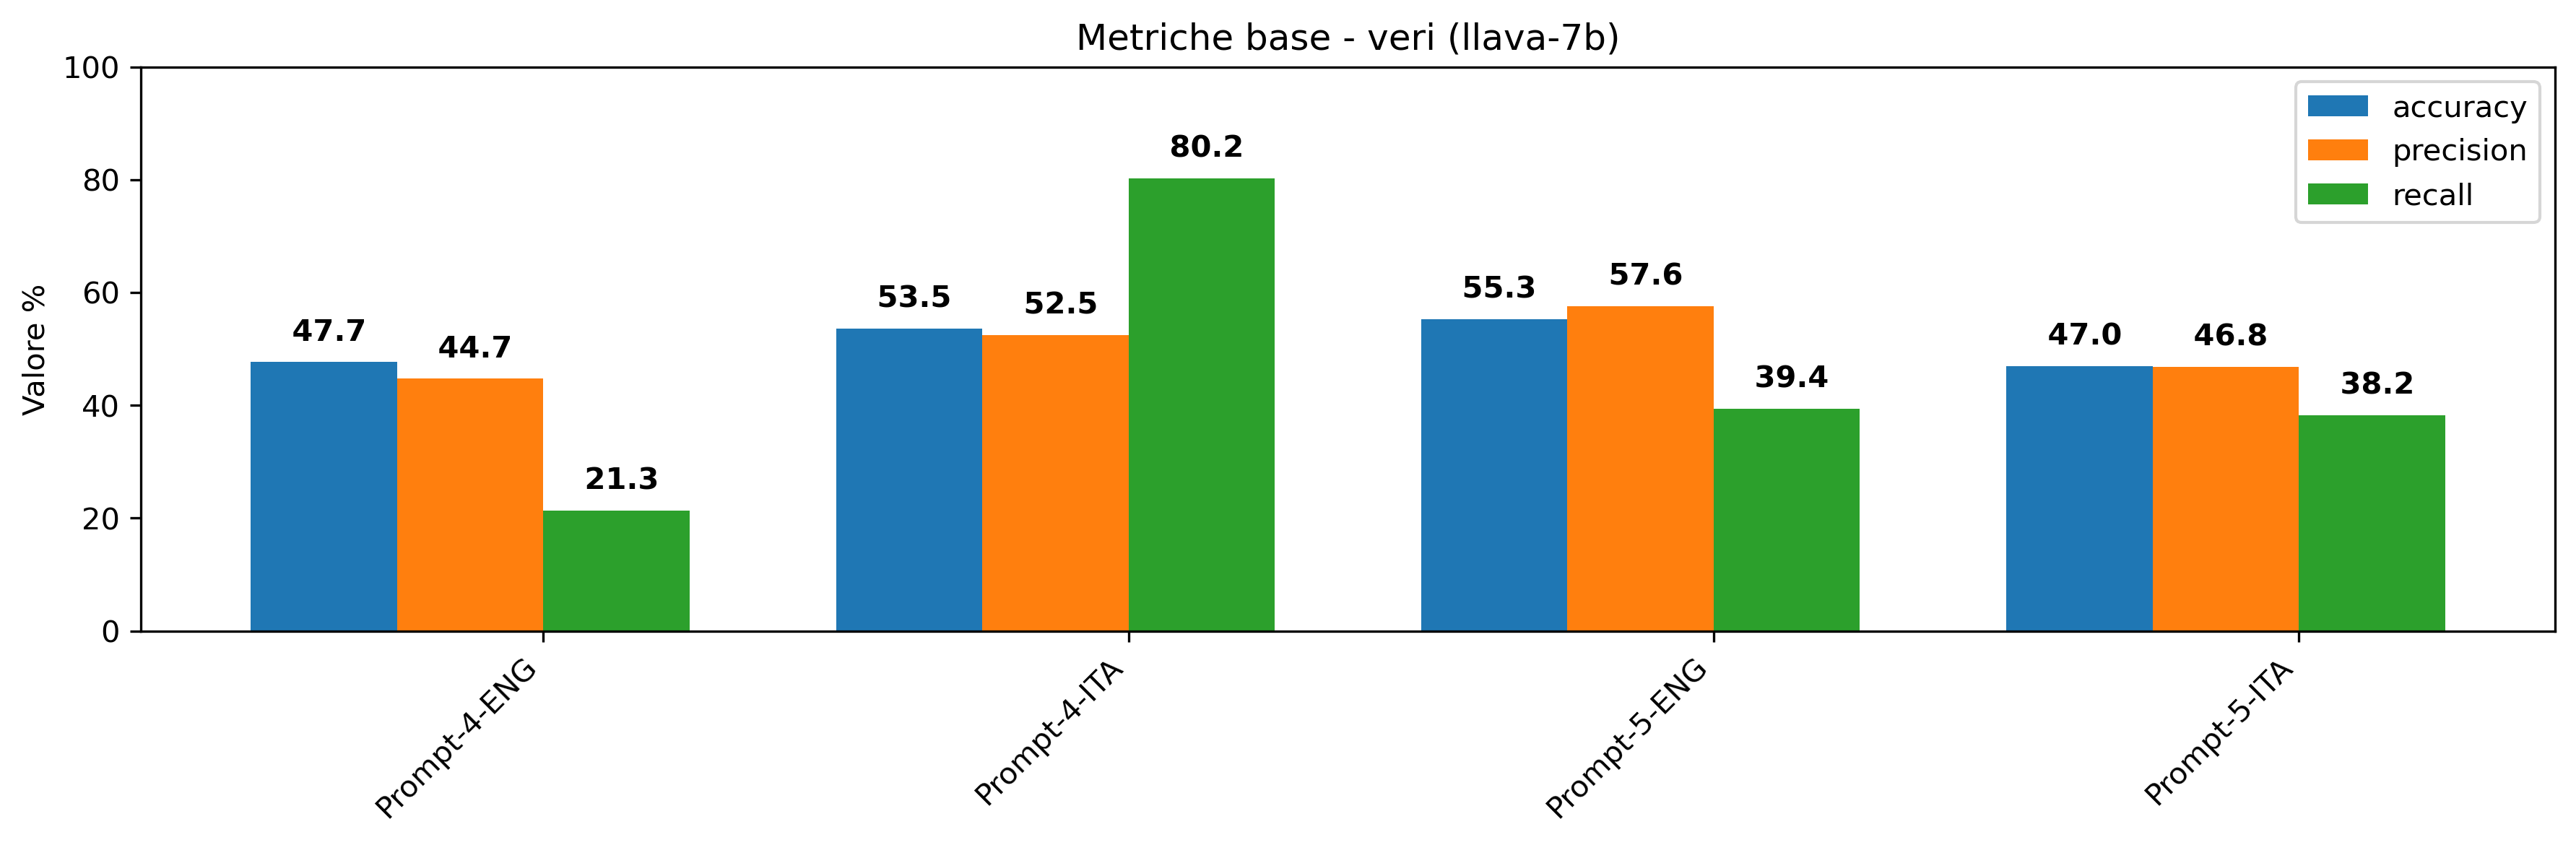 Metriche base - veri (llava-7b)
Valore %
100
80
60
40
20
0
accuracy
precision
recall
47.7
44.7
21.3
53.5
52.5
80.2
55.3
57.6
39.4
47.0
46.8
38.2
Prompt-4-ENG
Prompt-4-ITA
Prompt-5-ENG
Prompt-5-ITA